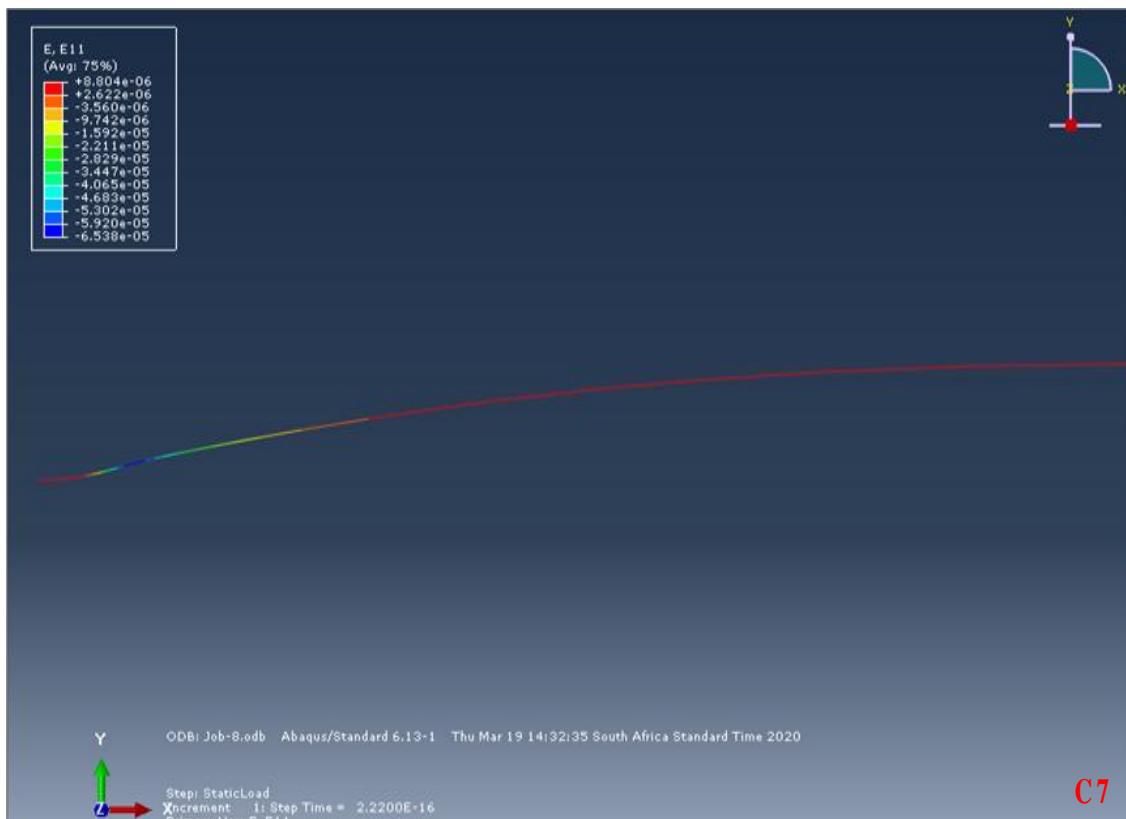 E, E11
(Avg: 75%)
+8.804e-06
+2.622e-06
-3.560e-06
-9.742e-06
-1.592e-05
-2.211e-05
-2.829e-05
-3.447e-05
-4.065e-05
-4.683e-05
-5.302e-05
-5.920e-05
-6.538e-05
Y
Z
X
Y
Z
X
ODB: Job-8.odb Abaqus/Standard 6.13-1 Thu Mar 19 14:32:35 South Africa Standard Time 2020
Step: StaticLoad
Increment 1: Step Time = 2.2200E-16
C7